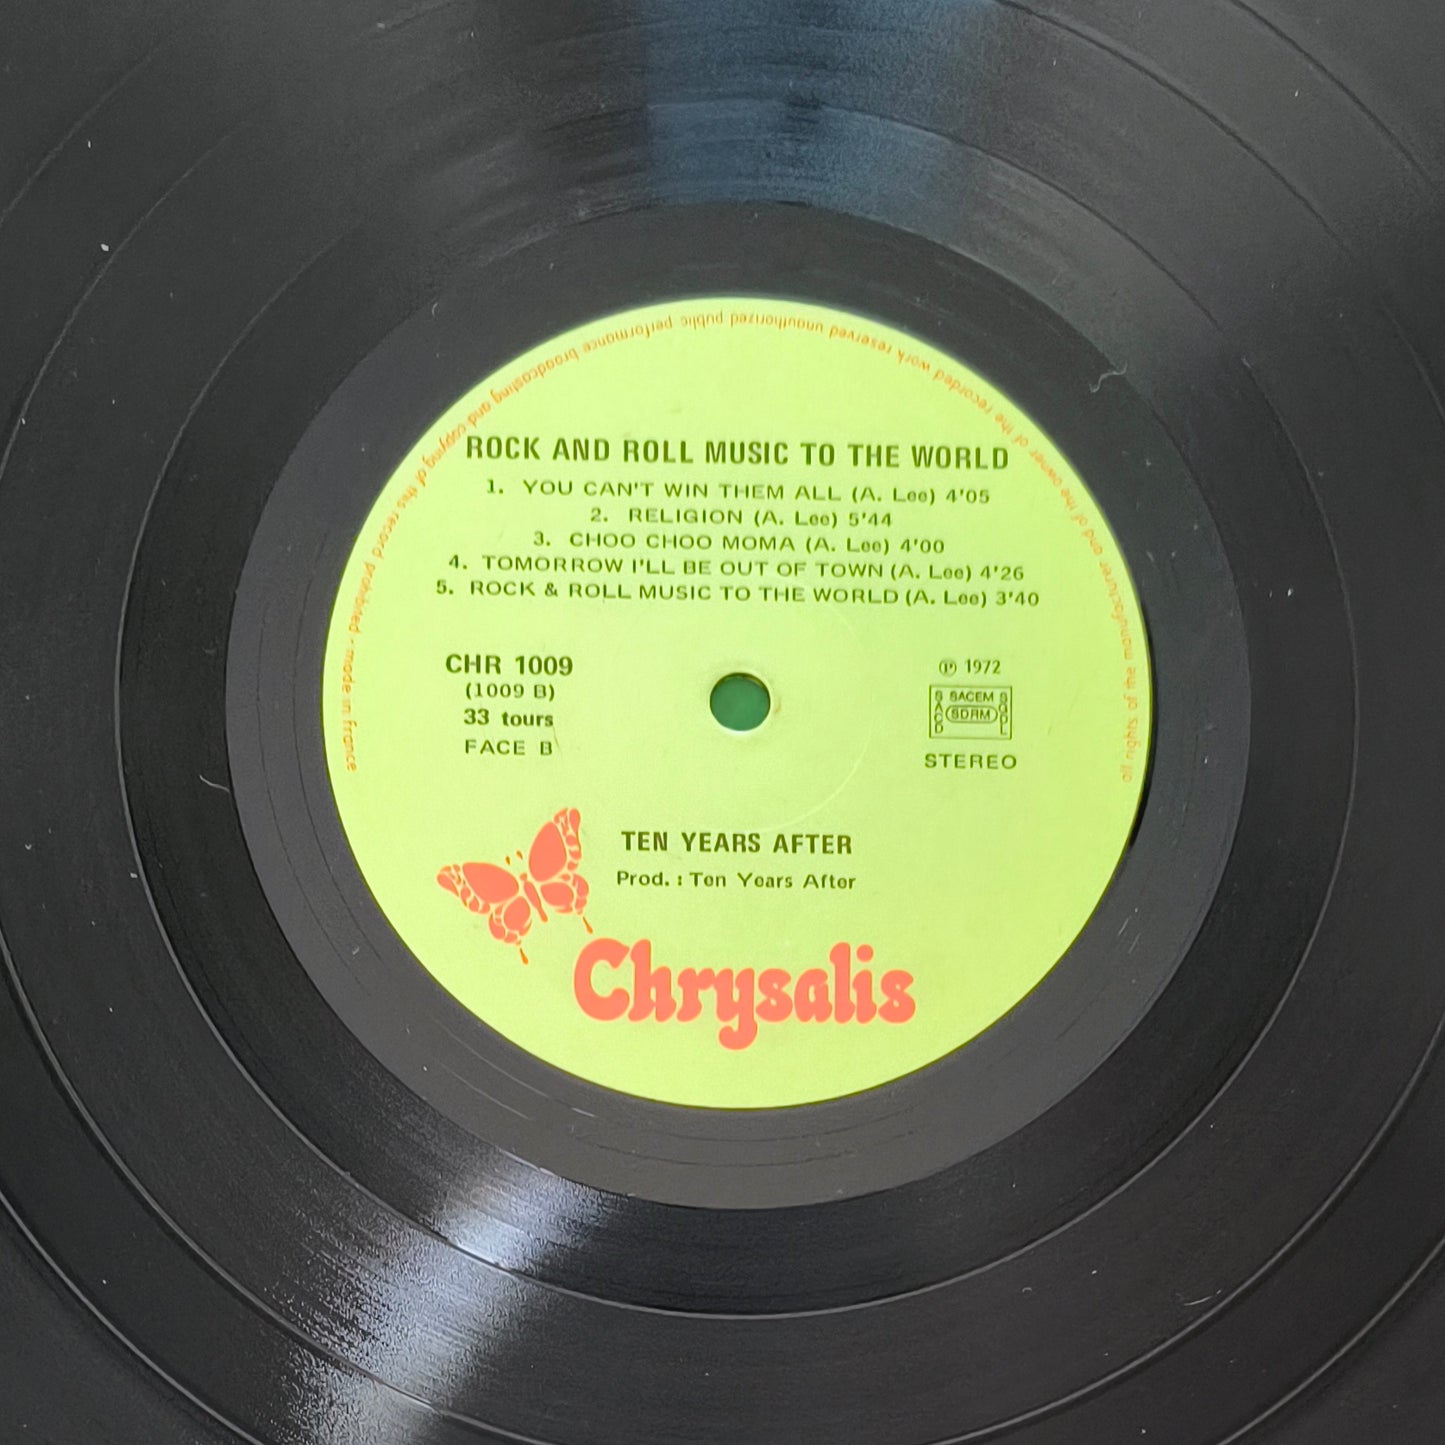 ROCK AND ROLL MUSIC TO THE WORLD
1. YOU CAN'T WIN THEM ALL (A. Lee) 4'05
2. RELIGION (A. Lee) 5'44
3. CHOO CHOO MOMA (A. Lee) 4'00
4. TOMORROW I'LL BE OUT OF TOWN (A. Lee) 4'26
5. ROCK & ROLL MUSIC TO THE WORLD (A. Lee) 3'40
CHR 1009
(1009 B)
33 tours
FACE B
℗ 1972
SACEM
SACD
SDRM
SGDL
STEREO
TEN YEARS AFTER
Prod. : Ten Years After
Chrysalis
all rights of the manufacturer and of the owner of the recorded work reserved unauthorized public performance broadcasting and copying of this record prohibited - made in france